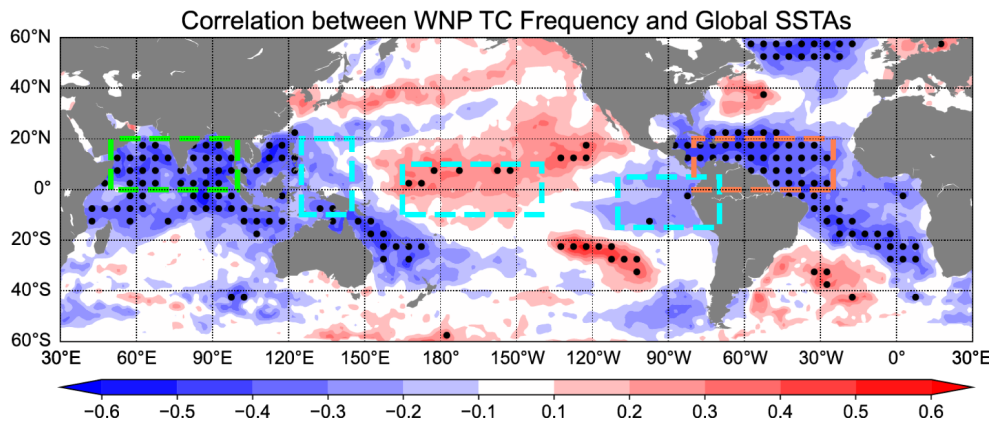 Correlation between WNP TC Frequency and Global SSTAs
60°N
40°N
20°N
0°
20°S
40°S
60°S
30°E 60°E 90°E 120°E 150°E 180° 150°W 120°W 90°W 60°W 30°W 0° 30°E
−0.6 −0.5 −0.4 −0.3 −0.2 −0.1 0.1 0.2 0.3 0.4 0.5 0.6